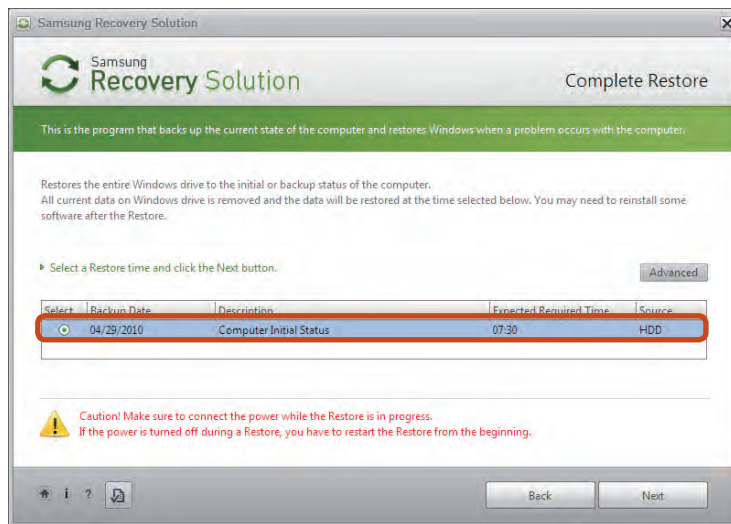 Samsung Recovery Solution
Samsung
Recovery Solution
Complete Restore
This is the program that backs up the current state of the computer and restores Windows when a problem occurs with the computer.
Restores the entire Windows drive to the initial or backup status of the computer.
All current data on Windows drive is removed and the data will be restored at the time selected below. You may need to reinstall some
software after the Restore.
Select a Restore time and click the Next button.
Advanced
Select Backup Date Description Expected Required Time Source
04/29/2010 Computer Initial Status 07:30 HDD
Caution! Make sure to connect the power while the Restore is in progress.
If the power is turned off during a Restore, you have to restart the Restore from the beginning.
i ? Back Next